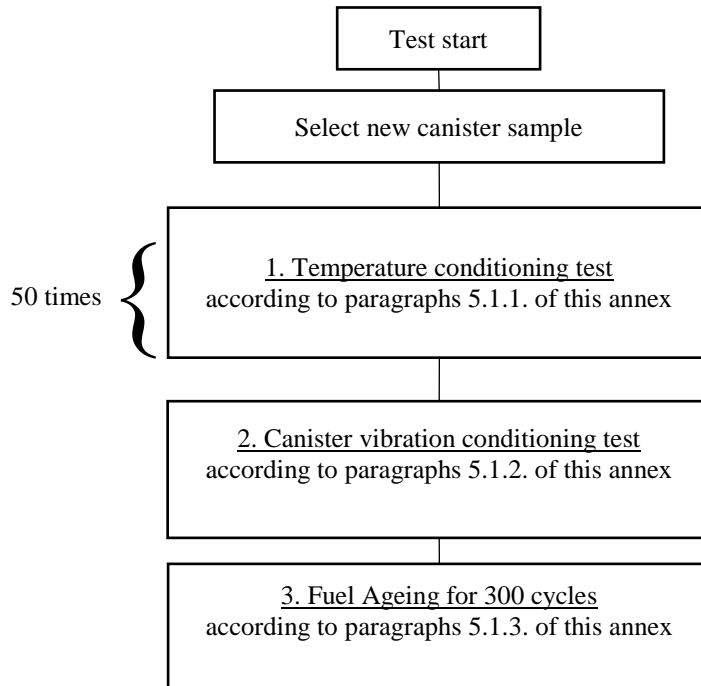 Test start
Select new canister sample
1. Temperature conditioning test
according to paragraphs 5.1.1. of this annex
50 times
2. Canister vibration conditioning test
according to paragraphs 5.1.2. of this annex
3. Fuel Ageing for 300 cycles
according to paragraphs 5.1.3. of this annex